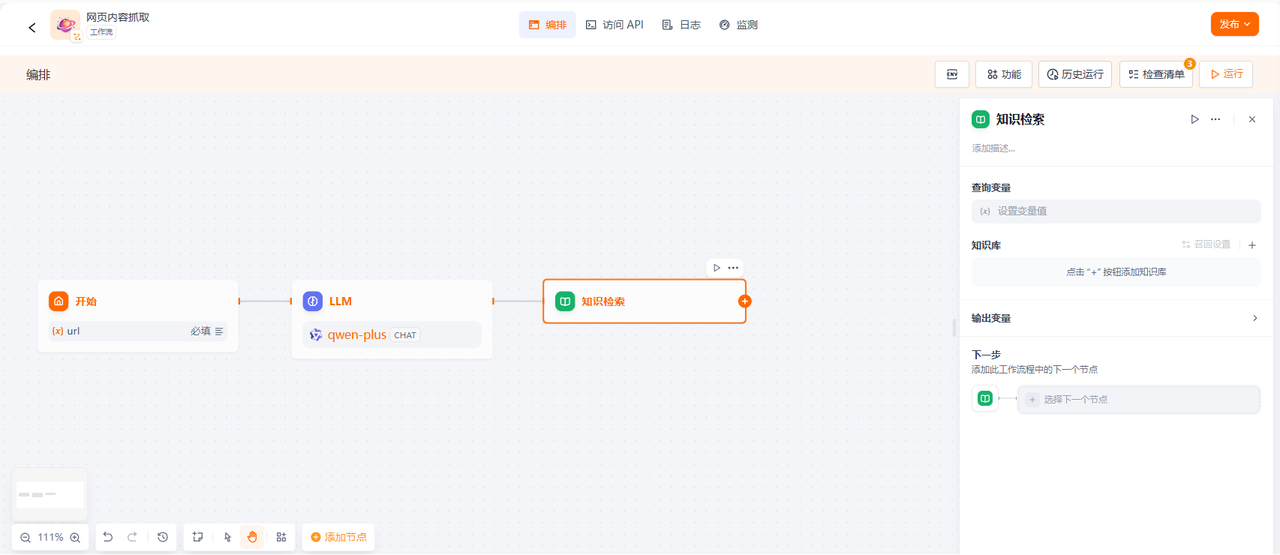 网页内容抓取
工作流
编排
访问 API
日志
监测
发布
编排
ENV
功能
历史运行
检查清单
3
运行
开始
{x} url
必填
LLM
qwen-plus
CHAT
知识检索
知识检索
添加描述...
查询变量
{x} 设置变量值
知识库
召回设置
点击 "+" 按钮添加知识库
输出变量
下一步
添加此工作流程中的下一个节点
选择下一个节点
111%
添加节点